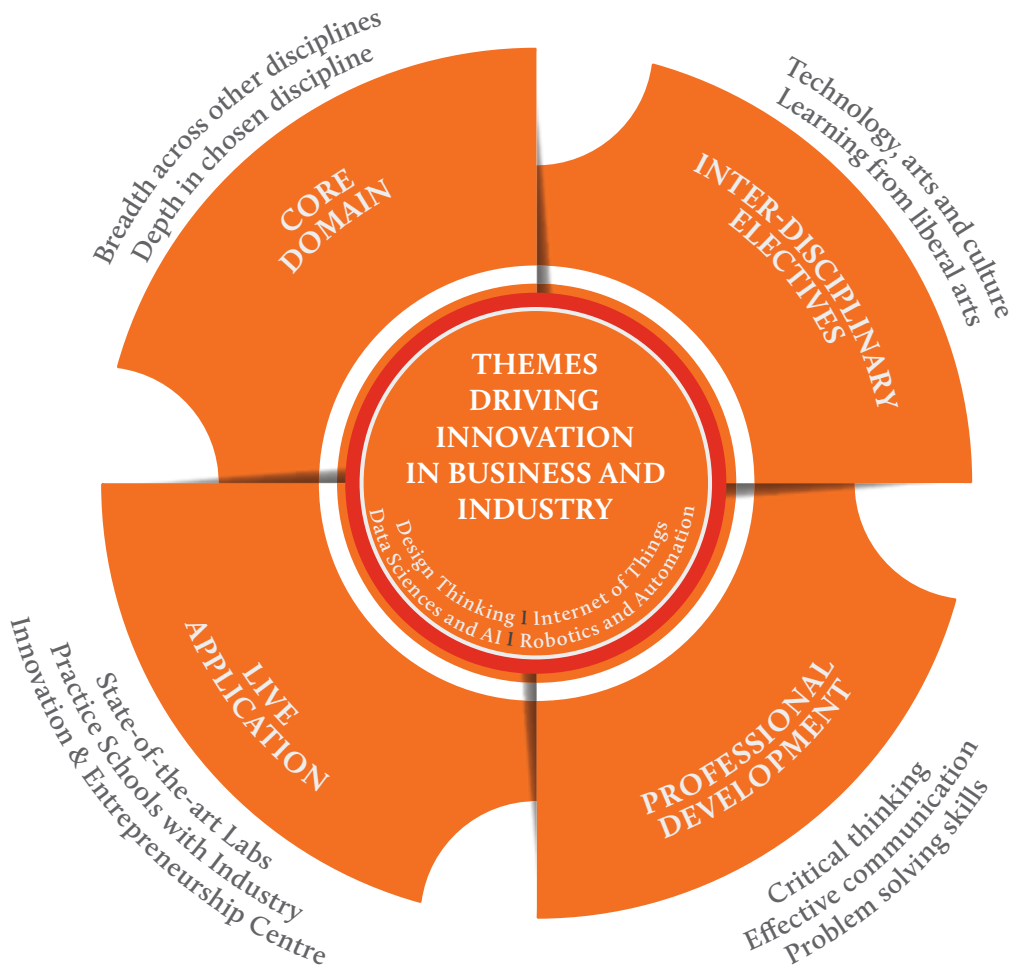 Breadth across other disciplines
Depth in chosen discipline
CORE
DOMAIN
Technology, arts and culture
Learning from liberal arts
INTER-DISCIPLINARY
ELECTIVES
THEMES
DRIVING
INNOVATION
IN BUSINESS AND
INDUSTRY
Design Thinking I Internet of Things
Data Sciences and AI I Robotics and Automation
LIVE
APPLICATION
State-of-the-art Labs
Practice Schools with Industry
Innovation & Entrepreneurship Centre
PROFESSIONAL
DEVELOPMENT
Critical thinking
Effective communication
Problem solving skills